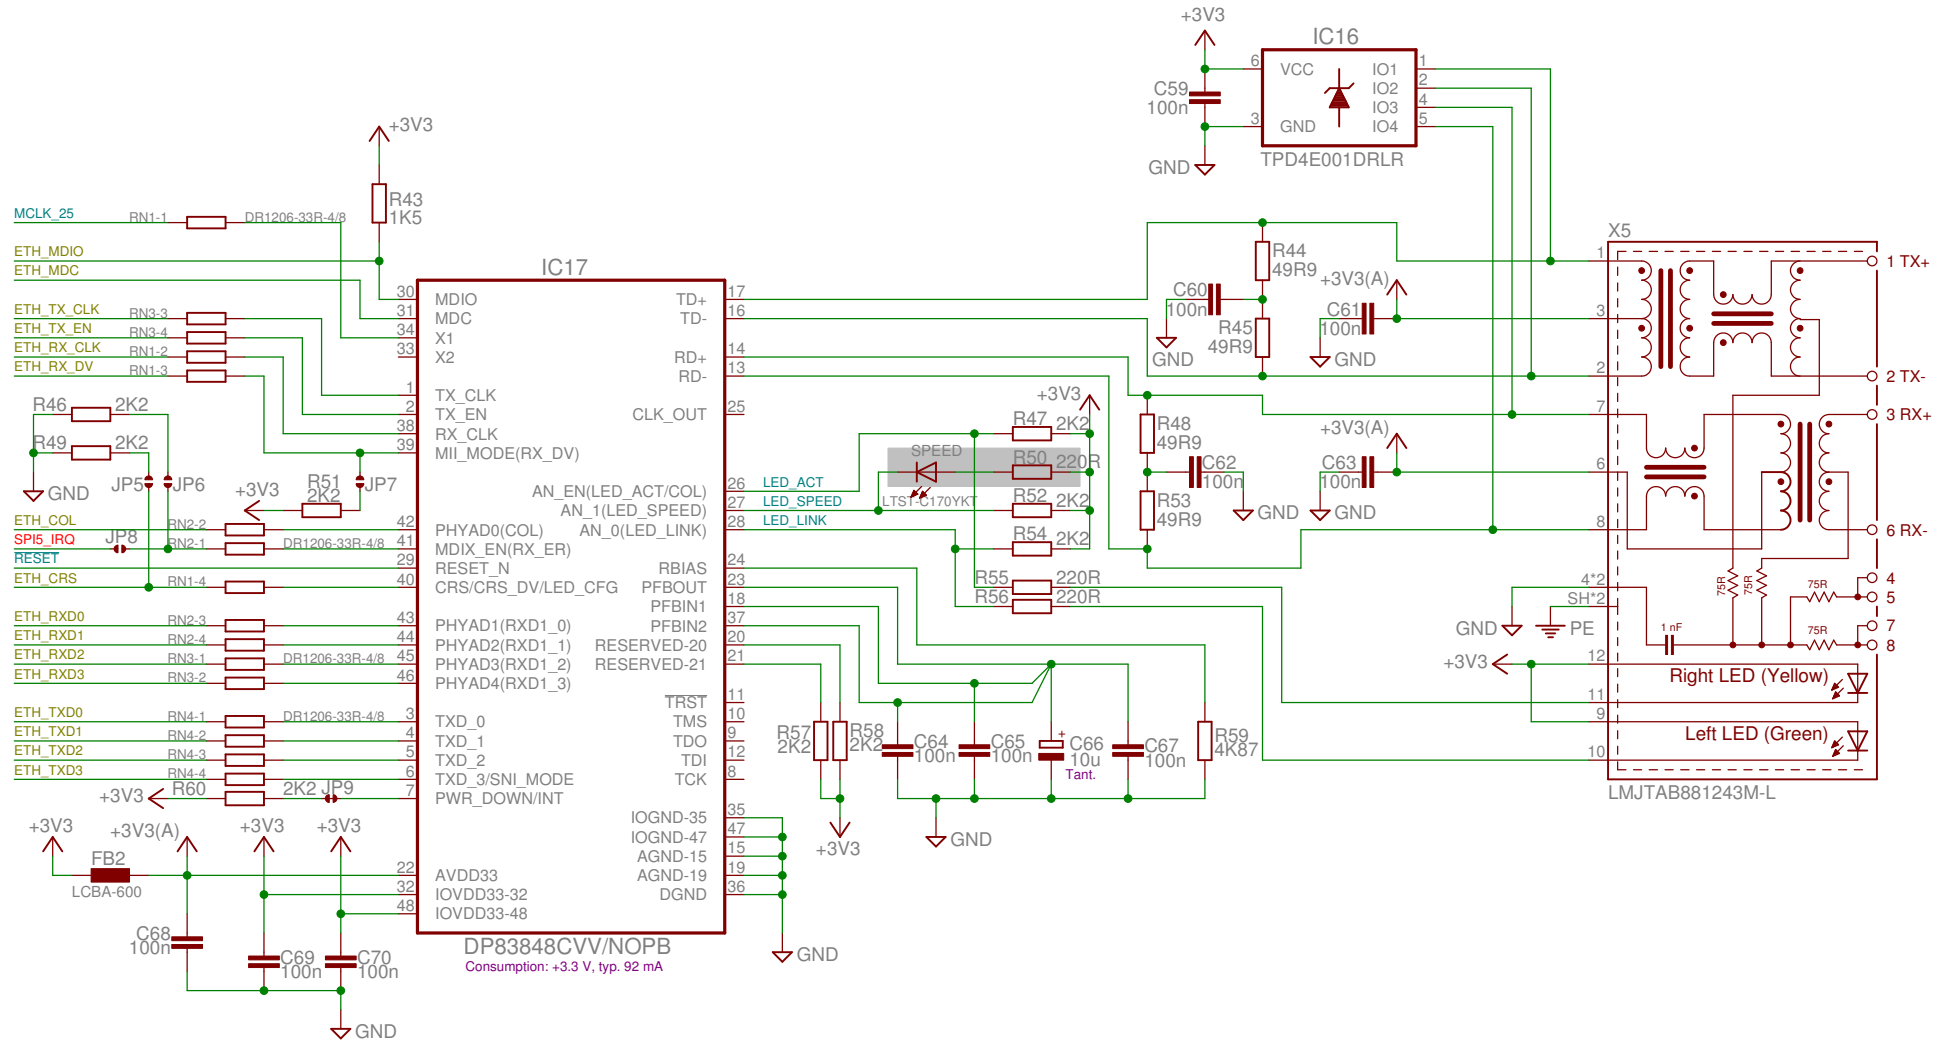 +3V3
IC16
6 VCC IO1 1
IO2 2
IO3 4
3 GND IO4 5
C59
100n
GND
TPD4E001DRLR
+3V3
R43
1K5
MCLK_25 RN1-1 DR1206-33R-4/8
ETH_MDIO
ETH_MDC
ETH_TX_CLK RN3-3
ETH_TX_EN RN3-4
ETH_RX_CLK RN1-2
ETH_RX_DV RN1-3
R46 2K2
R49 2K2
GND
JP5 JP6
+3V3
R51
2K2
JP7
ETH_COL RN2-2
SPI5_IRQ JP8 RN2-1 DR1206-33R-4/8
RESET
ETH_CRS RN1-4
ETH_RXD0 RN2-3
ETH_RXD1 RN2-4
ETH_RXD2 RN3-1 DR1206-33R-4/8
ETH_RXD3 RN3-2
ETH_TXD0 RN4-1 DR1206-33R-4/8
ETH_TXD1 RN4-2
ETH_TXD2 RN4-3
ETH_TXD3 RN4-4
+3V3 R60 2K2 JP9
+3V3 +3V3(A) +3V3 +3V3
FB2
LCBA-600
C68
100n
C69
100n
C70
100n
GND
IC17
30 MDIO
31 MDC
34 X1
33 X2
1 TX_CLK
2 TX_EN
38 RX_CLK
39 MII_MODE(RX_DV)
42 PHYAD0(COL)
41 MDIX_EN(RX_ER)
29 RESET_N
40 CRS/CRS_DV/LED_CFG
43 PHYAD1(RXD1_0)
44 PHYAD2(RXD1_1)
45 PHYAD3(RXD1_2)
46 PHYAD4(RXD1_3)
3 TXD_0
4 TXD_1
5 TXD_2
6 TXD_3/SNI_MODE
7 PWR_DOWN/INT
22 AVDD33
32 IOVDD33-32
48 IOVDD33-48
TD+ 17
TD- 16
RD+ 14
RD- 13
CLK_OUT 25
AN_EN(LED_ACT/COL) 26 LED_ACT
AN_1(LED_SPEED) 27 LED_SPEED
AN_0(LED_LINK) 28 LED_LINK
RBIAS 24
PFBOUT 23
PFBIN1 18
PFBIN2 37
RESERVED-20 20
RESERVED-21 21
TRST 11
TMS 10
TDO 9
TDI 12
TCK 8
IOGND-35 35
IOGND-47 47
AGND-15 15
AGND-19 19
DGND 36
DP83848CVV/NOPB
Consumption: +3.3 V, typ. 92 mA
GND
+3V3
R47 2K2
SPEED
R50 220R
LTST-C170YKT
R52 2K2
R54 2K2
R55 220R
R56 220R
R57
2K2
R58
2K2
+3V3
C64
100n
C65
100n
+
C66
10u
Tant.
C67
100n
R59
4K87
GND
R44
49R9
C60
100n
GND
R45
49R9
+3V3(A)
C61
100n
GND
R48
49R9
C62
100n
GND
R53
49R9
+3V3(A)
C63
100n
GND
X5
1 1 TX+
3
2 2 TX-
7 3 RX+
6
8 6 RX-
4*2
SH*2
GND
PE
75R
75R
75R
4
5
1 nF
75R
7
8
+3V3
12
Right LED (Yellow)
11
9
Left LED (Green)
10
LMJTAB881243M-L